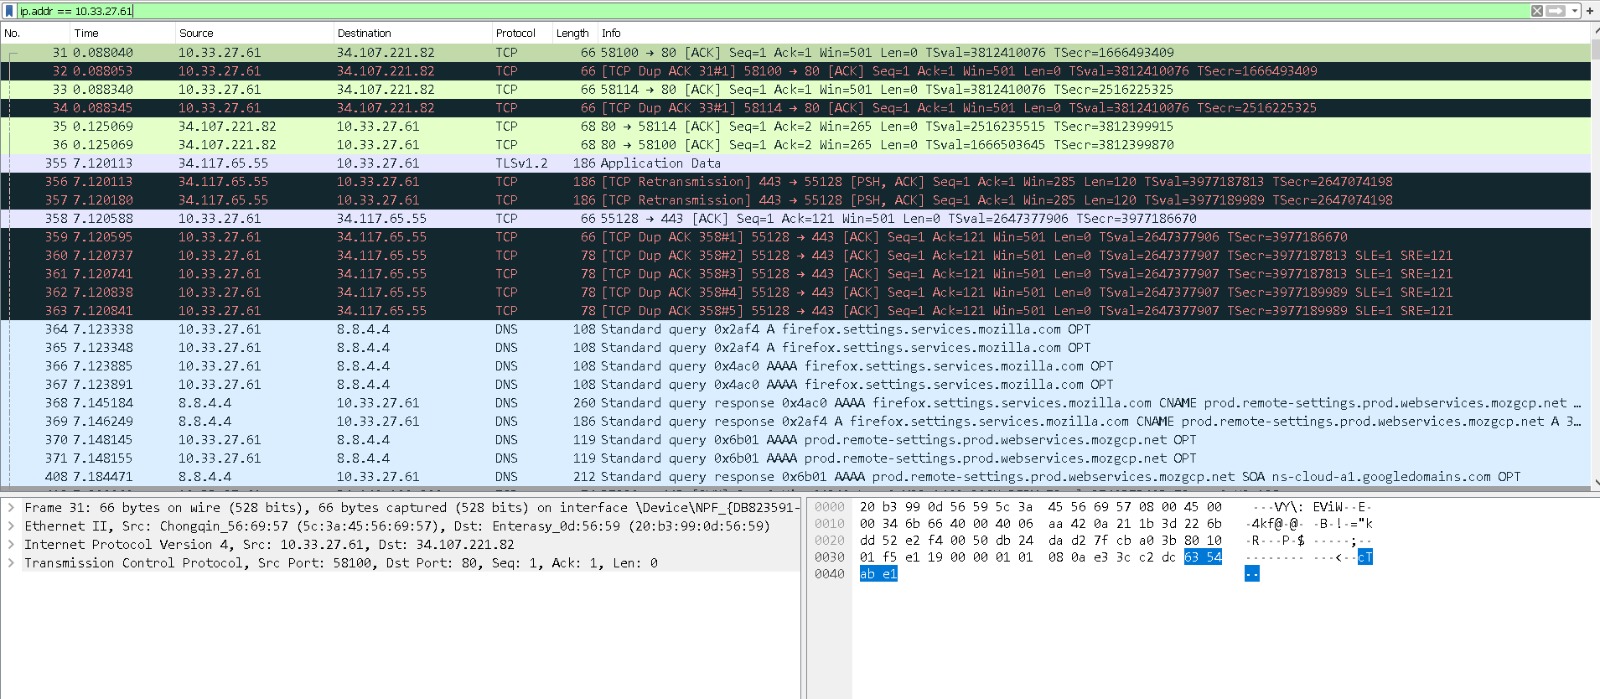 ip.addr == 10.33.27.61
No. Time Source Destination Protocol Length Info
31 0.088040 10.33.27.61 34.107.221.82 TCP 66 58100 → 80 [ACK] Seq=1 Ack=1 Win=501 Len=0 TSval=3812410076 TSecr=1666493409
32 0.088053 10.33.27.61 34.107.221.82 TCP 66 [TCP Dup ACK 31#1] 58100 → 80 [ACK] Seq=1 Ack=1 Win=501 Len=0 TSval=3812410076 TSecr=1666493409
33 0.088340 10.33.27.61 34.107.221.82 TCP 66 58114 → 80 [ACK] Seq=1 Ack=1 Win=501 Len=0 TSval=3812410076 TSecr=2516225325
34 0.088345 10.33.27.61 34.107.221.82 TCP 66 [TCP Dup ACK 33#1] 58114 → 80 [ACK] Seq=1 Ack=1 Win=501 Len=0 TSval=3812410076 TSecr=2516225325
35 0.125069 34.107.221.82 10.33.27.61 TCP 68 80 → 58114 [ACK] Seq=1 Ack=2 Win=265 Len=0 TSval=2516235515 TSecr=3812399915
36 0.125069 34.107.221.82 10.33.27.61 TCP 68 80 → 58100 [ACK] Seq=1 Ack=2 Win=265 Len=0 TSval=1666503645 TSecr=3812399870
355 7.120113 34.117.65.55 10.33.27.61 TLSv1.2 186 Application Data
356 7.120113 34.117.65.55 10.33.27.61 TCP 186 [TCP Retransmission] 443 → 55128 [PSH, ACK] Seq=1 Ack=1 Win=285 Len=120 TSval=3977187813 TSecr=2647074198
357 7.120180 34.117.65.55 10.33.27.61 TCP 186 [TCP Retransmission] 443 → 55128 [PSH, ACK] Seq=1 Ack=1 Win=285 Len=120 TSval=3977189989 TSecr=2647074198
358 7.120588 10.33.27.61 34.117.65.55 TCP 66 55128 → 443 [ACK] Seq=1 Ack=121 Win=501 Len=0 TSval=2647377906 TSecr=3977186670
359 7.120595 10.33.27.61 34.117.65.55 TCP 66 [TCP Dup ACK 358#1] 55128 → 443 [ACK] Seq=1 Ack=121 Win=501 Len=0 TSval=2647377906 TSecr=3977186670
360 7.120737 10.33.27.61 34.117.65.55 TCP 78 [TCP Dup ACK 358#2] 55128 → 443 [ACK] Seq=1 Ack=121 Win=501 Len=0 TSval=2647377907 TSecr=3977187813 SLE=1 SRE=121
361 7.120741 10.33.27.61 34.117.65.55 TCP 78 [TCP Dup ACK 358#3] 55128 → 443 [ACK] Seq=1 Ack=121 Win=501 Len=0 TSval=2647377907 TSecr=3977187813 SLE=1 SRE=121
362 7.120838 10.33.27.61 34.117.65.55 TCP 78 [TCP Dup ACK 358#4] 55128 → 443 [ACK] Seq=1 Ack=121 Win=501 Len=0 TSval=2647377907 TSecr=3977189989 SLE=1 SRE=121
363 7.120841 10.33.27.61 34.117.65.55 TCP 78 [TCP Dup ACK 358#5] 55128 → 443 [ACK] Seq=1 Ack=121 Win=501 Len=0 TSval=2647377907 TSecr=3977189989 SLE=1 SRE=121
364 7.123338 10.33.27.61 8.8.4.4 DNS 108 Standard query 0x2af4 A firefox.settings.services.mozilla.com OPT
365 7.123348 10.33.27.61 8.8.4.4 DNS 108 Standard query 0x2af4 A firefox.settings.services.mozilla.com OPT
366 7.123885 10.33.27.61 8.8.4.4 DNS 108 Standard query 0x4ac0 AAAA firefox.settings.services.mozilla.com OPT
367 7.123891 10.33.27.61 8.8.4.4 DNS 108 Standard query 0x4ac0 AAAA firefox.settings.services.mozilla.com OPT
368 7.145184 8.8.4.4 10.33.27.61 DNS 260 Standard query response 0x4ac0 AAAA firefox.settings.services.mozilla.com CNAME prod.remote-settings.prod.webservices.mozgcp.net …
369 7.146249 8.8.4.4 10.33.27.61 DNS 186 Standard query response 0x2af4 A firefox.settings.services.mozilla.com CNAME prod.remote-settings.prod.webservices.mozgcp.net A 3…
370 7.148145 10.33.27.61 8.8.4.4 DNS 119 Standard query 0x6b01 AAAA prod.remote-settings.prod.webservices.mozgcp.net OPT
371 7.148155 10.33.27.61 8.8.4.4 DNS 119 Standard query 0x6b01 AAAA prod.remote-settings.prod.webservices.mozgcp.net OPT
408 7.184471 8.8.4.4 10.33.27.61 DNS 212 Standard query response 0x6b01 AAAA prod.remote-settings.prod.webservices.mozgcp.net SOA ns-cloud-a1.googledomains.com OPT
Frame 31: 66 bytes on wire (528 bits), 66 bytes captured (528 bits) on interface \Device\NPF_{DB823591-
Ethernet II, Src: Chongqin_56:69:57 (5c:3a:45:56:69:57), Dst: Enterasy_0d:56:59 (20:b3:99:0d:56:59)
Internet Protocol Version 4, Src: 10.33.27.61, Dst: 34.107.221.82
Transmission Control Protocol, Src Port: 58100, Dst Port: 80, Seq: 1, Ack: 1, Len: 0
0000 20 b3 99 0d 56 59 5c 3a 45 56 69 57 08 00 45 00 ···VY\: EViW··E·
0010 00 34 6b 66 40 00 40 06 aa 42 0a 21 1b 3d 22 6b ·4kf@·@· ·B·!·="k
0020 dd 52 e2 f4 00 50 db 24 da d2 7f cb a0 3b 80 10 ·R···P·$ ·····;··
0030 01 f5 e1 19 00 00 01 01 08 0a e3 3c c2 dc 63 54 ········ ···<··cT
0040 ab e1 ··